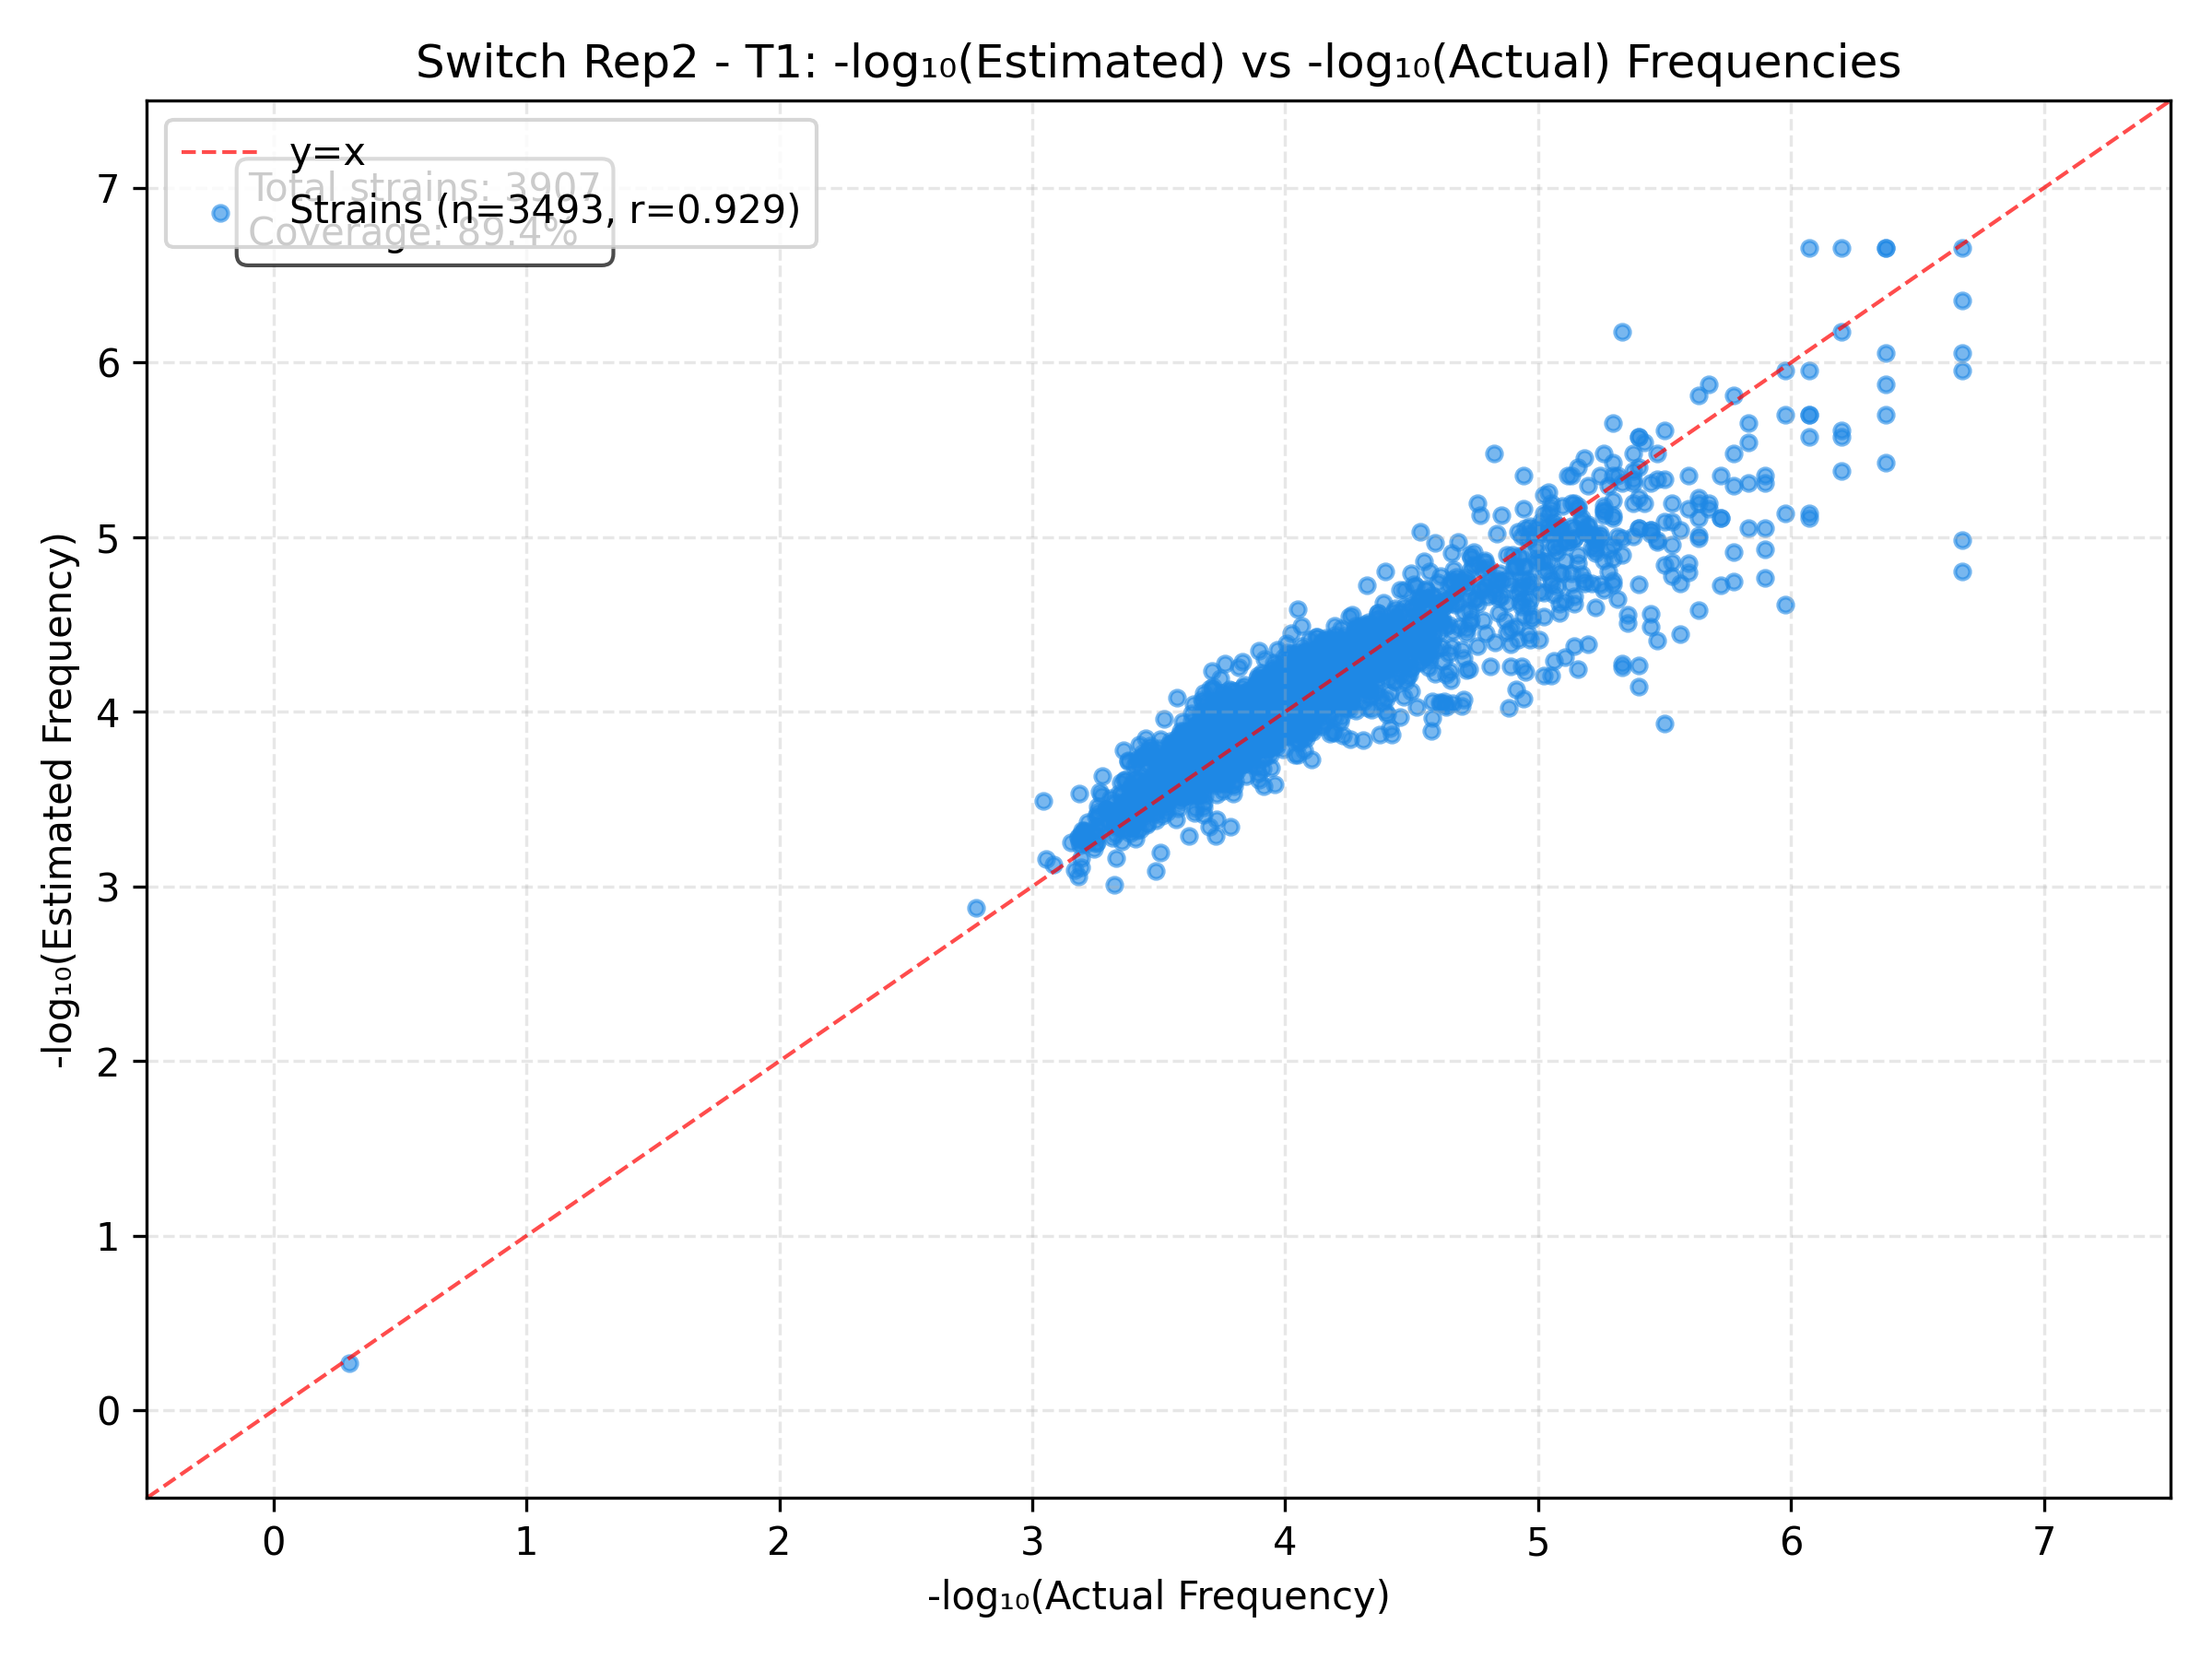 Switch Rep2 - T1: -log₁₀(Estimated) vs -log₁₀(Actual) Frequencies
y=x
Total strains: 3907
Strains (n=3493, r=0.929)
Coverage: 89.4%
7
6
5
4
3
2
1
0
-log₁₀(Estimated Frequency)
0 1 2 3 4 5 6 7
-log₁₀(Actual Frequency)